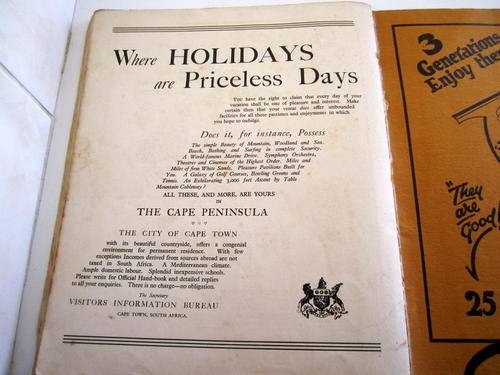 Where HOLIDAYS
are Priceless Days
You have the right to claim that every day of your
vacation shall be one of pleasure and interest. Make
certain then that your venue does offer unbounded
facilities for all those pastimes and enjoyments in which
you hope to indulge.
Does it, for instance, Possess
The simple Beauty of Mountain, Woodland and Sea.
Beach, Bathing and Surfing in complete Security.
A World-famous Marine Drive. Symphony Orchestra,
Theatres and Cinemas of the Highest Order. Miles and
Miles of firm White Sands. Pleasure Pavilions Built for
You. A Galaxy of Golf Courses, Bowling Greens and
Tennis. An Exhilarating 3,000 feet Ascent by Table
Mountain Cableway?
ALL THESE, AND MORE, ARE YOURS
IN
THE CAPE PENINSULA
THE CITY OF CAPE TOWN
with its beautiful countryside, offers a congenial
environment for permanent residence. With few
exceptions Incomes derived from sources abroad are not
taxed in South Africa. A Mediterranean climate.
Ample domestic labour. Splendid inexpensive schools.
Please write for Official Hand-book and detailed replies
to all your enquiries. There is no charge—no obligation.
The Secretary
VISITORS INFORMATION BUREAU
CAPE TOWN, SOUTH AFRICA.
3
Generations
Enjoy the
"They
are
Good"
25